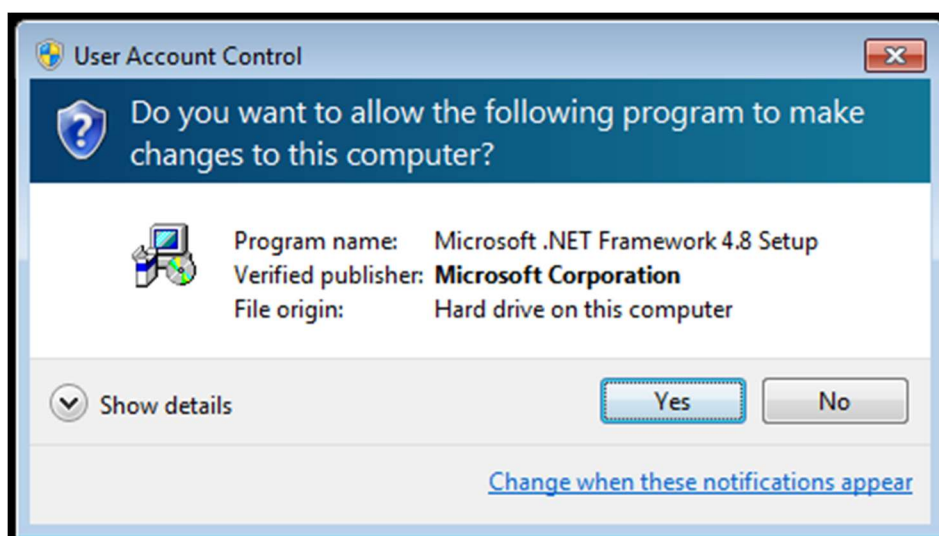 User Account Control
Do you want to allow the following program to make
changes to this computer?
Program name: Microsoft .NET Framework 4.8 Setup
Verified publisher: Microsoft Corporation
File origin: Hard drive on this computer
Show details
Yes
No
Change when these notifications appear